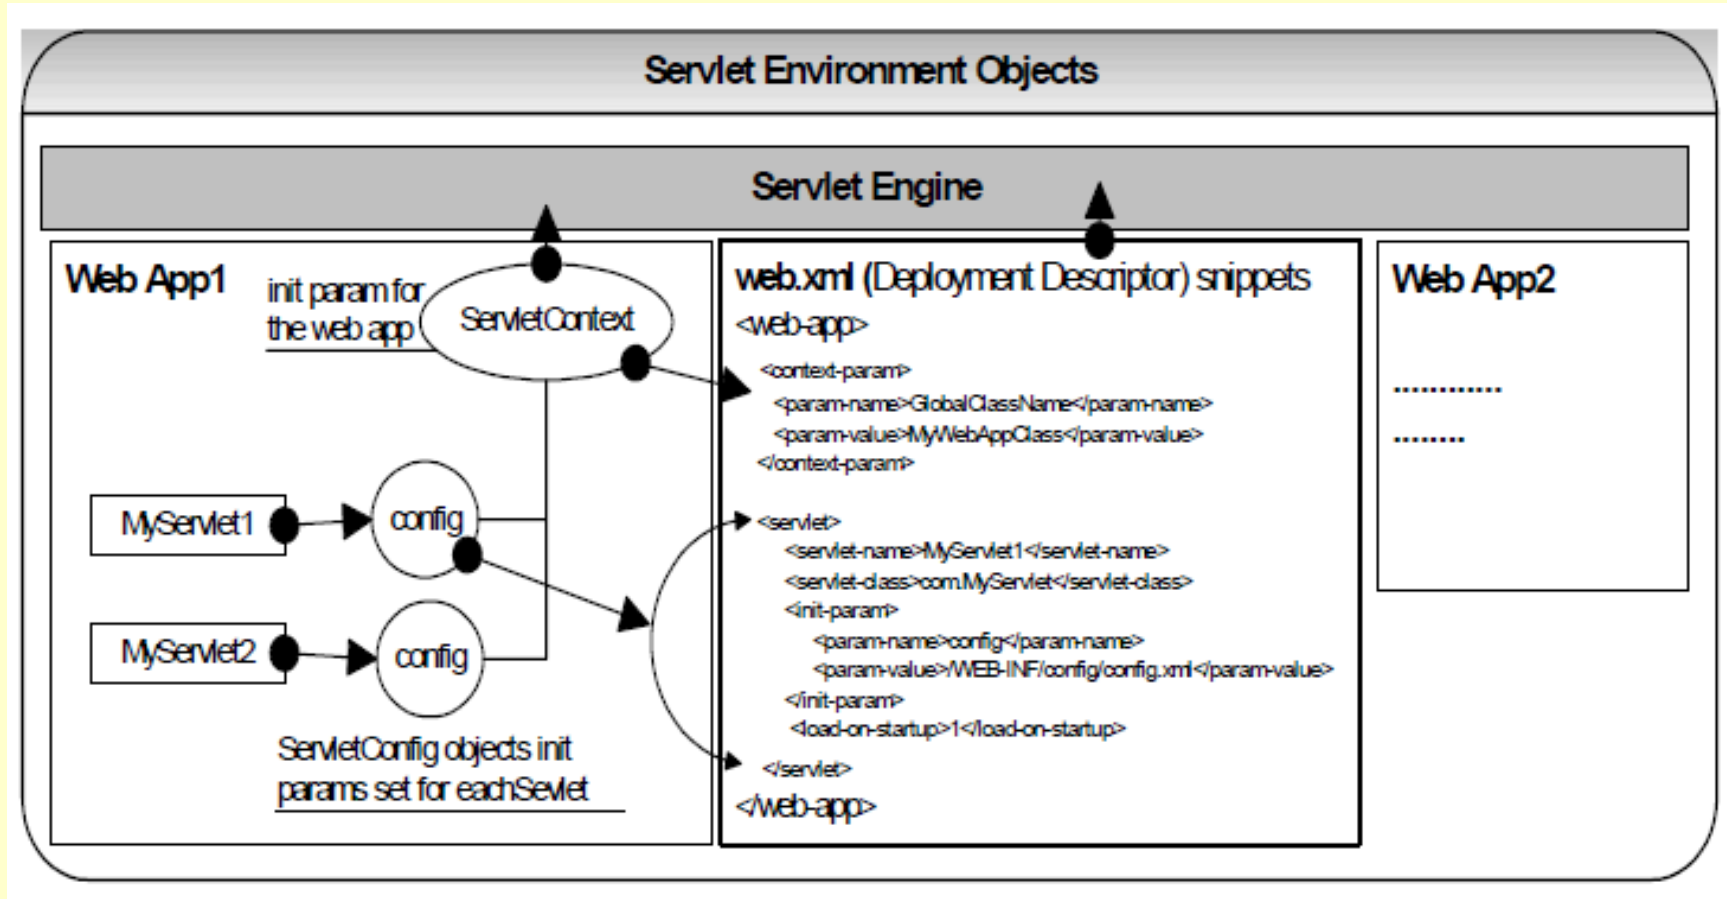 Servlet Environment Objects
Servlet Engine
Web App1
init param for
the web app
ServletContext
MyServlet1
config
MyServlet2
config
ServletConfig objects init
params set for eachSevlet
web.xml (Deployment Descriptor) snippets
<web-app>
<context-param>
<param-name>GlobalClassName</param-name>
<param-value>MyWebAppClass</param-value>
</context-param>
<servlet>
<servlet-name>MyServlet1</servlet-name>
<servlet-class>com.MyServlet</servlet-class>
<init-param>
<param-name>config</param-name>
<param-value>/WEB-INF/config/config.xml</param-value>
</init-param>
<load-on-startup>1</load-on-startup>
</servlet>
</web-app>
Web App2
............
........